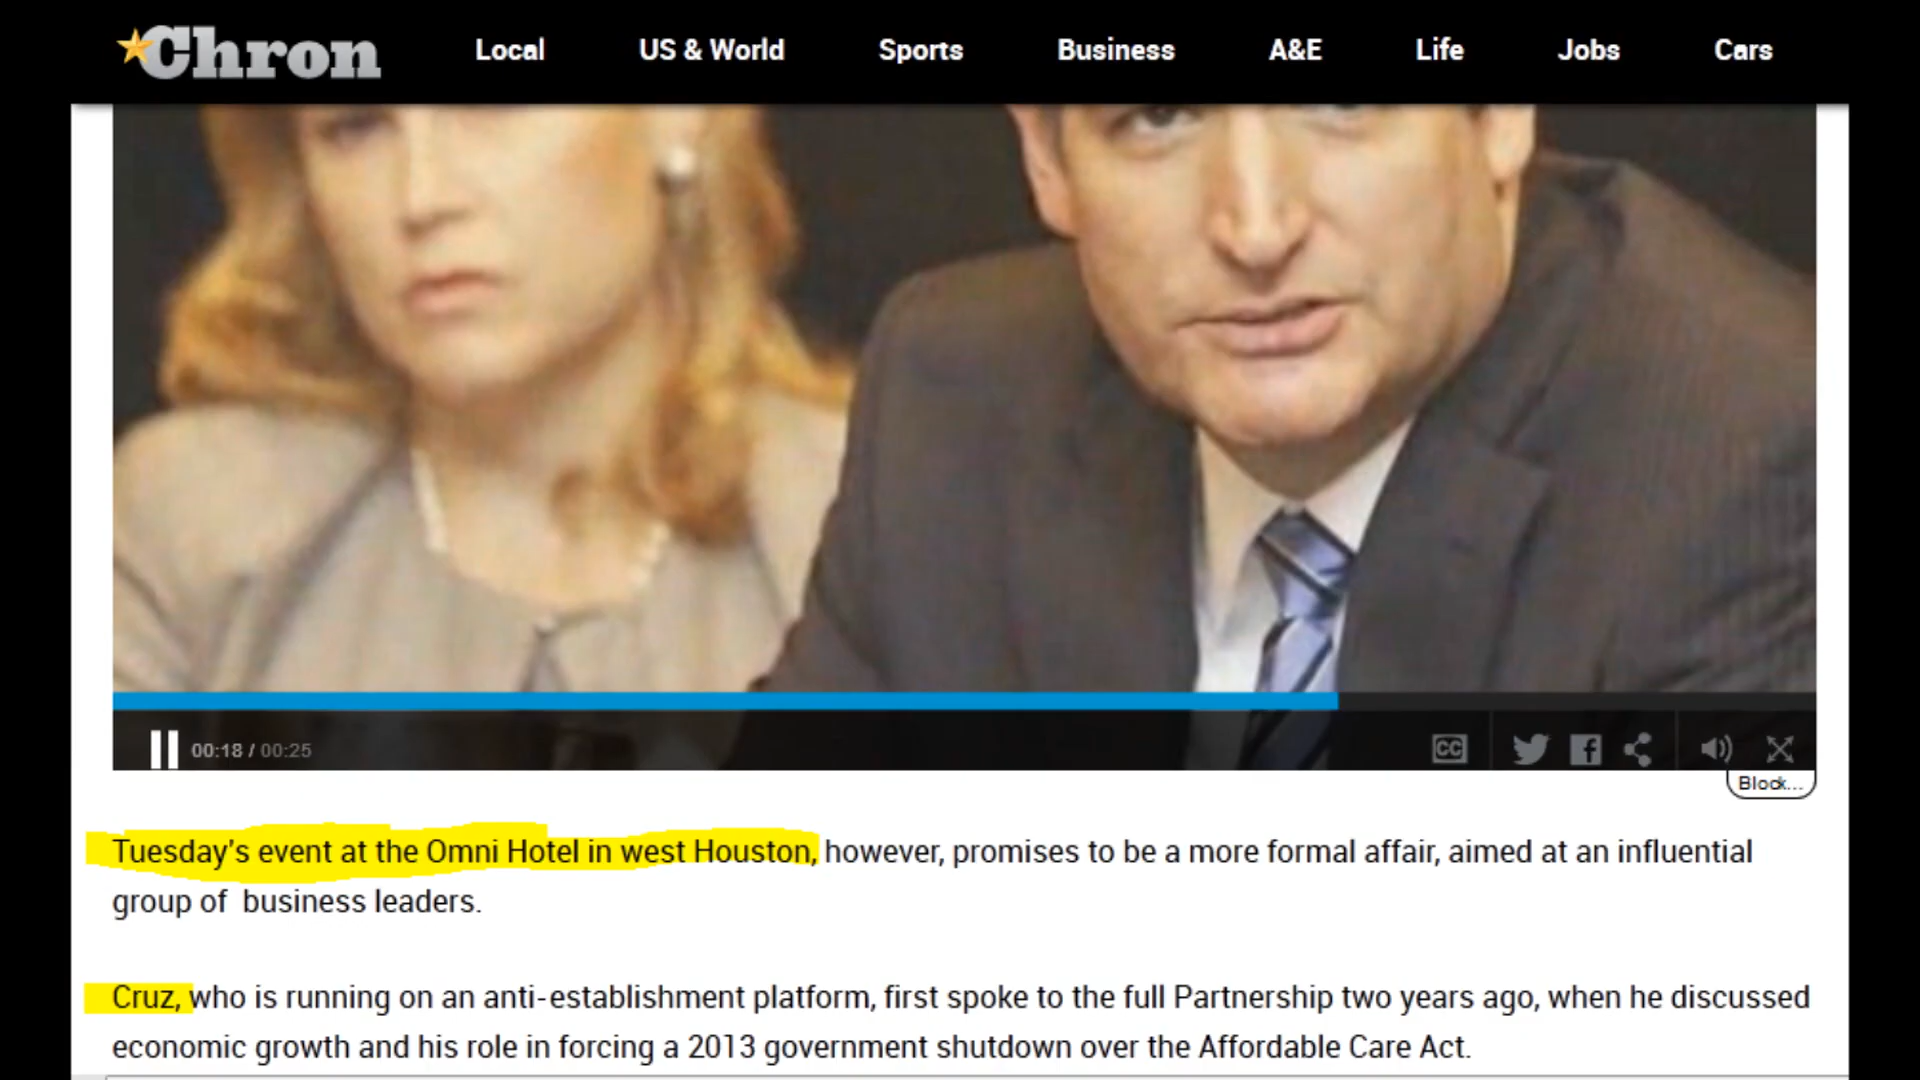 Chron Local US & World Sports Business A&E Life Jobs Cars
00:18 / 00:25 CC
Block...
Tuesday's event at the Omni Hotel in west Houston, however, promises to be a more formal affair, aimed at an influential
group of business leaders.
Cruz, who is running on an anti-establishment platform, first spoke to the full Partnership two years ago, when he discussed
economic growth and his role in forcing a 2013 government shutdown over the Affordable Care Act.